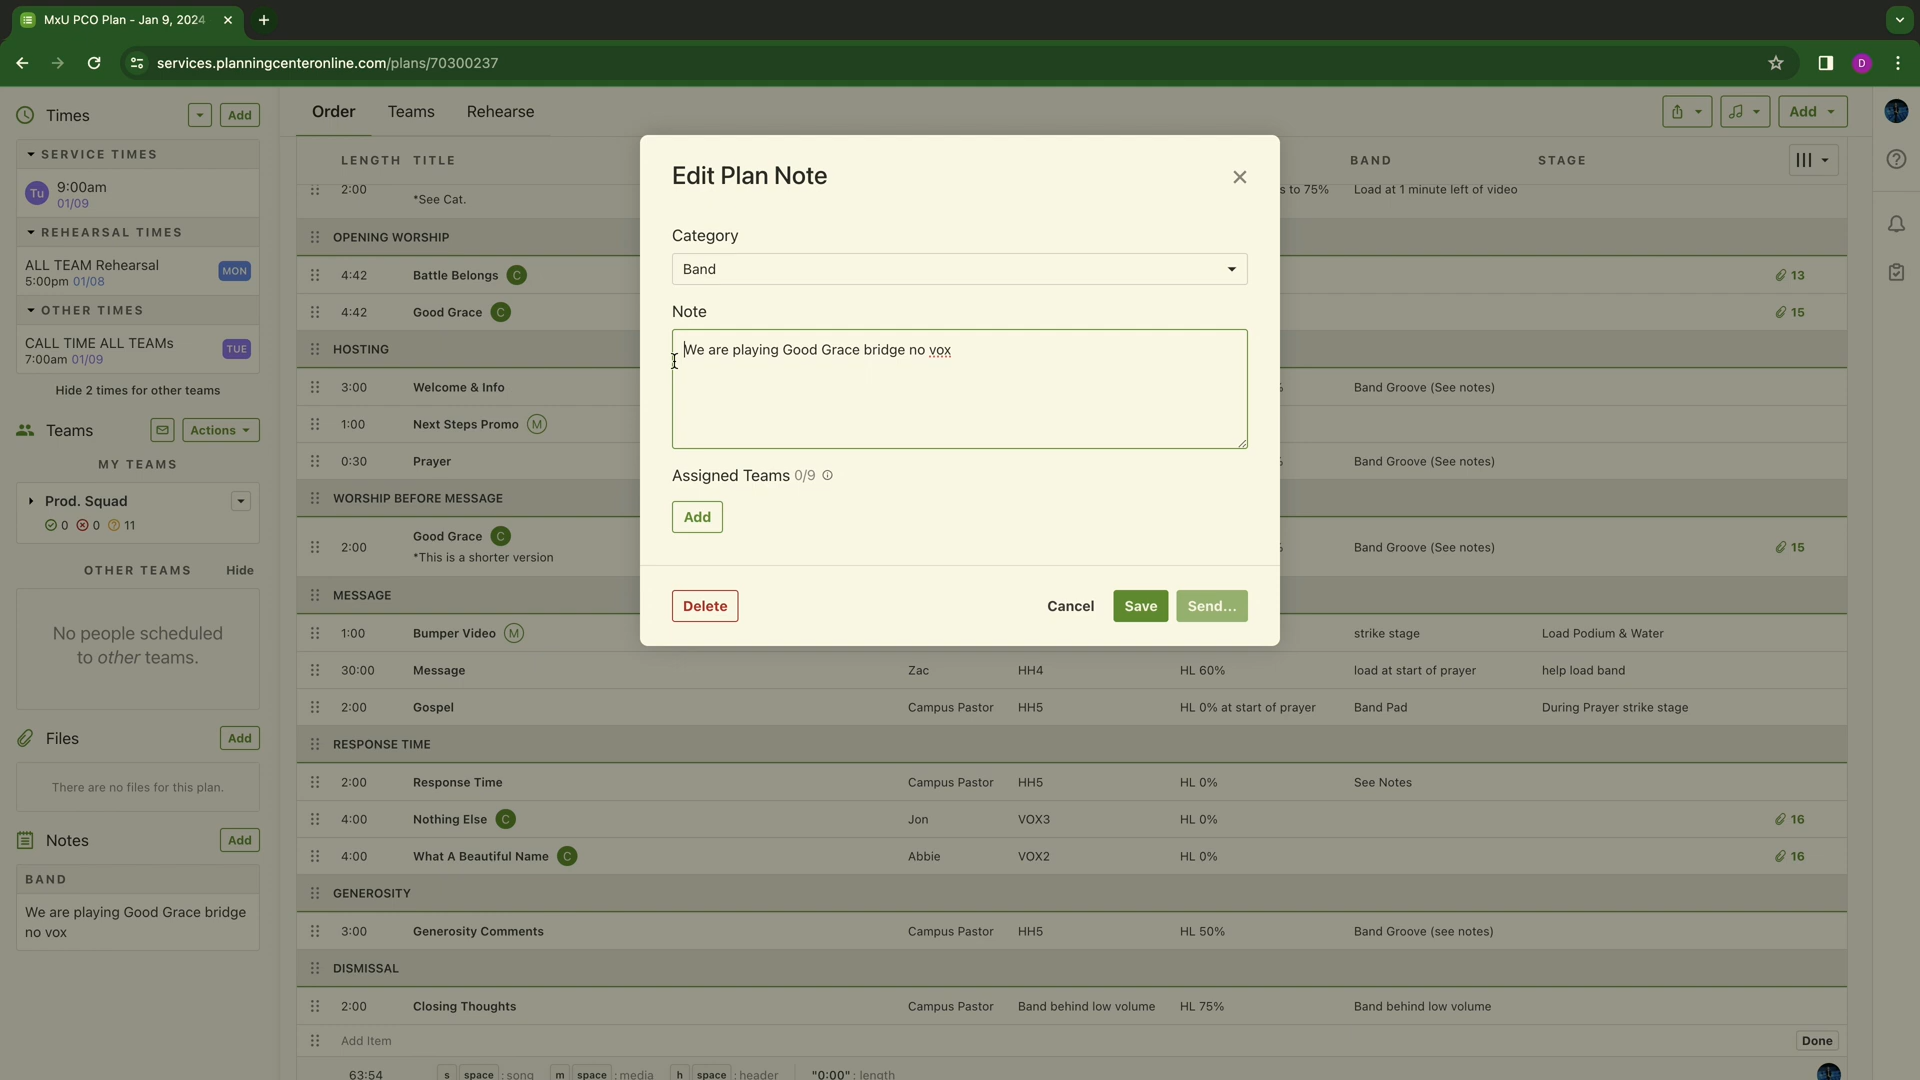 MxU PCO Plan - Jan 9, 2024
services.planningcenteronline.com/plans/70300237
D
Times
Add
SERVICE TIMES
Tu
9:00am
01/09
REHEARSAL TIMES
ALL TEAM Rehearsal
5:00pm 01/08
MON
OTHER TIMES
CALL TIME ALL TEAMs
7:00am 01/09
TUE
Hide 2 times for other teams
Teams
Actions
MY TEAMS
Prod. Squad
0 0 11
OTHER TEAMS Hide
No people scheduled
to other teams.
Files
Add
There are no files for this plan.
Notes
Add
BAND
We are playing Good Grace bridge
no vox
Order Teams Rehearse
Add
LENGTH TITLE BAND STAGE
2:00 *See Cat. s to 75% Load at 1 minute left of video
OPENING WORSHIP
4:42 Battle Belongs C 13
4:42 Good Grace C 15
HOSTING
3:00 Welcome & Info Band Groove (See notes)
1:00 Next Steps Promo M
0:30 Prayer Band Groove (See notes)
WORSHIP BEFORE MESSAGE
2:00 Good Grace C Band Groove (See notes) 15
*This is a shorter version
MESSAGE
1:00 Bumper Video M strike stage Load Podium & Water
30:00 Message Zac HH4 HL 60% load at start of prayer help load band
2:00 Gospel Campus Pastor HH5 HL 0% at start of prayer Band Pad During Prayer strike stage
RESPONSE TIME
2:00 Response Time Campus Pastor HH5 HL 0% See Notes
4:00 Nothing Else C Jon VOX3 HL 0% 16
4:00 What A Beautiful Name C Abbie VOX2 HL 0% 16
GENEROSITY
3:00 Generosity Comments Campus Pastor HH5 HL 50% Band Groove (see notes)
DISMISSAL
2:00 Closing Thoughts Campus Pastor Band behind low volume HL 75% Band behind low volume
Add Item Done
63:54 s space : song m space : media h space : header "0:00" : length
Edit Plan Note
Category
Band
Note
We are playing Good Grace bridge no vox
Assigned Teams 0/9
Add
Delete Cancel Save Send...